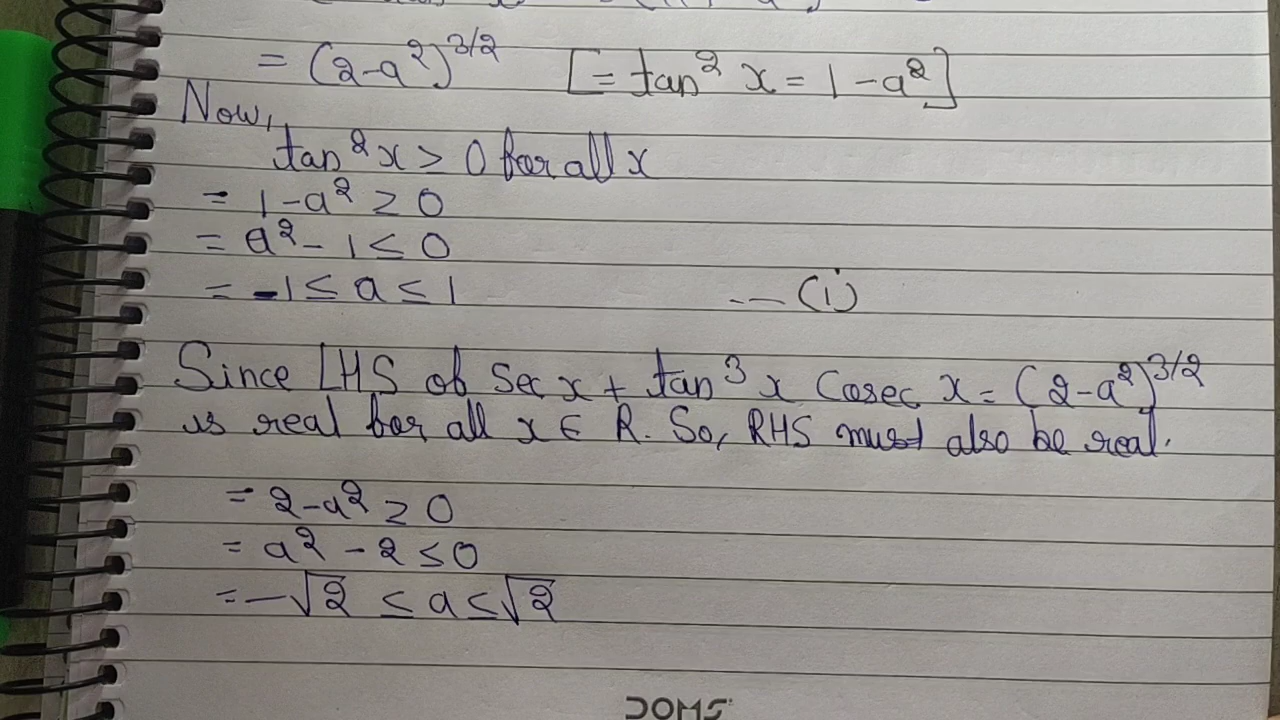 = (2-a²)^3/2 [= tan² x = 1-a²]
Now,
tan² x ≥ 0 for all x
= 1-a² ≥ 0
= a² - 1 ≤ 0
= -1 ≤ a ≤ 1 --- (i)
Since LHS of Sec x + tan³ x Cosec x = (2-a²)^3/2
is real for all x ∈ R. So, RHS must also be real.
= 2-a² ≥ 0
= a² - 2 ≤ 0
= -√2 ≤ a ≤ √2
DOMS